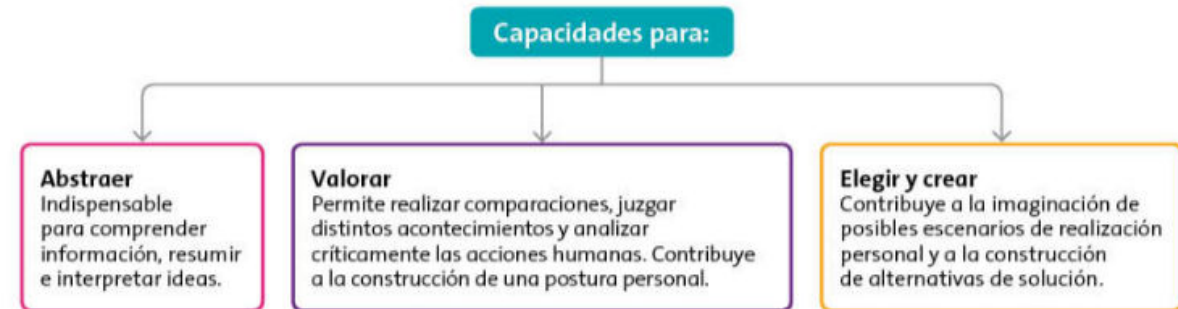 Capacidades para:
Abstraer
Indispensable
para comprender
información, resumir
e interpretar ideas.
Valorar
Permite realizar comparaciones, juzgar
distintos acontecimientos y analizar
críticamente las acciones humanas. Contribuye
a la construcción de una postura personal.
Elegir y crear
Contribuye a la imaginación de
posibles escenarios de realización
personal y a la construcción
de alternativas de solución.